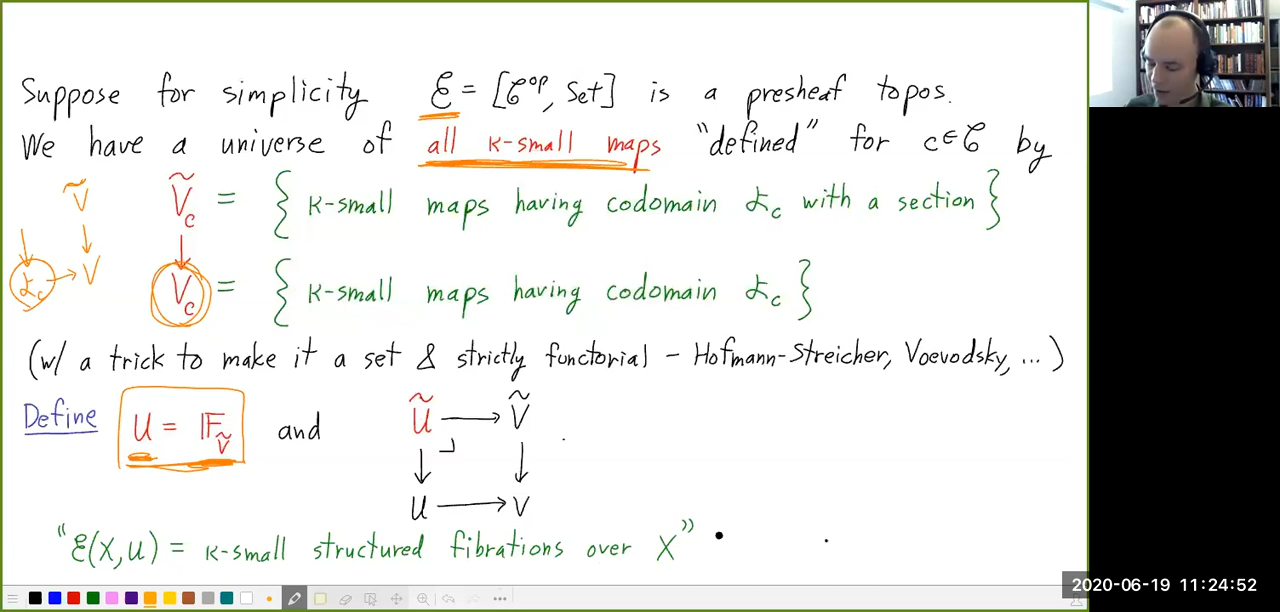 Suppose for simplicity ℰ = [𝒞ᵒᵖ, Set] is a presheaf topos.
We have a universe of all κ-small maps "defined" for c∈𝒞 by
Ṽ Ṽ_c = { κ-small maps having codomain よ_c with a section }
↓ ↓
よ_c → V V_c = { κ-small maps having codomain よ_c }
(w/ a trick to make it a set & strictly functorial - Hofmann-Streicher, Voevodsky, ...)
Define U = 𝔽_Ṽ and Ũ → Ṽ
↓ ⌟ ↓
U → V
"ℰ(X,U) = κ-small structured fibrations over X"
2020-06-19 11:24:52